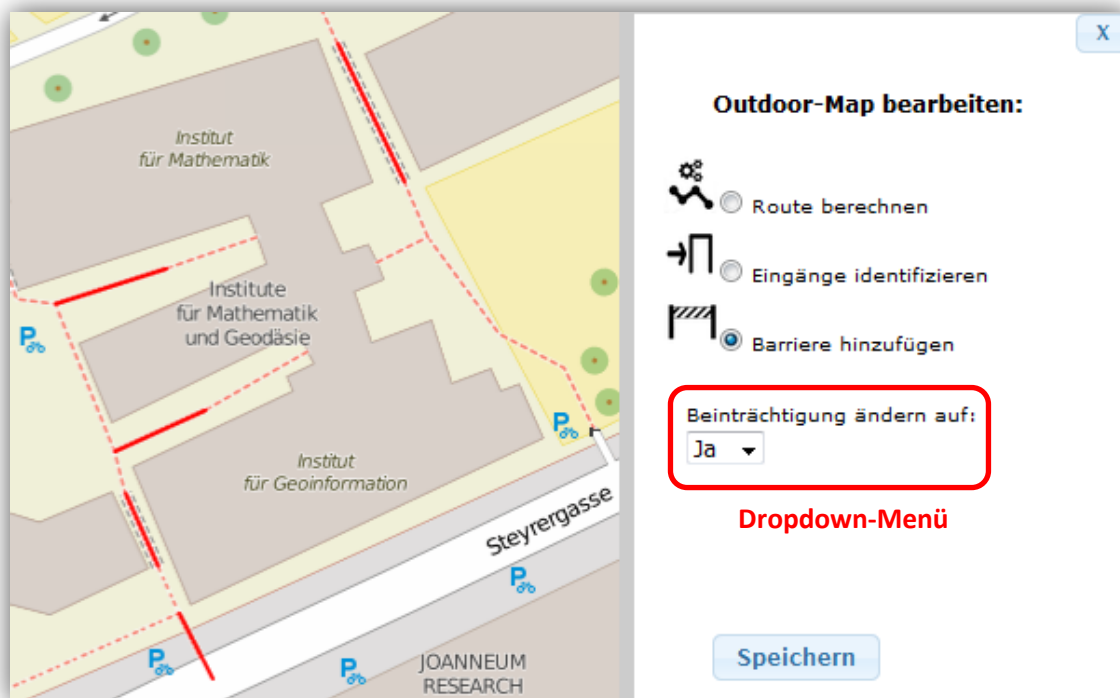 Institut
für Mathematik
Institute
für Mathematik
und Geodäsie
Institut
für Geoinformation
Steyrergasse
JOANNEUM
RESEARCH
P
P
P
P
P
X
Outdoor-Map bearbeiten:
Route berechnen
Eingänge identifizieren
Barriere hinzufügen
Beinträchtigung ändern auf:
Ja
Dropdown-Menü
Speichern